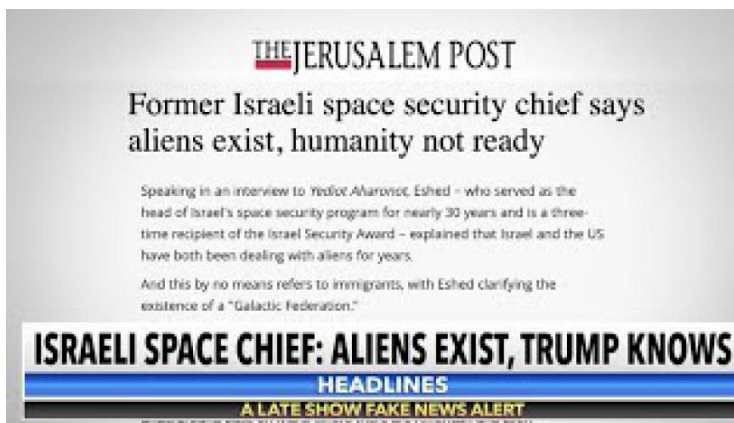 THE JERUSALEM POST
Former Israeli space security chief says
aliens exist, humanity not ready
Speaking in an interview to Yediot Aharonot, Eshed – who served as the
head of Israel's space security program for nearly 30 years and is a three-
time recipient of the Israel Security Award – explained that Israel and the US
have both been dealing with aliens for years.
And this by no means refers to immigrants, with Eshed clarifying the
existence of a "Galactic Federation."
ISRAELI SPACE CHIEF: ALIENS EXIST, TRUMP KNOWS
HEADLINES
A LATE SHOW FAKE NEWS ALERT